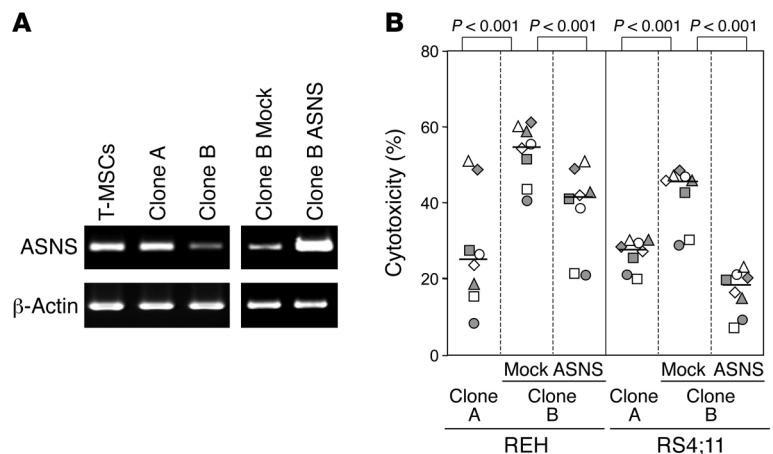 A
T-MSCs
Clone A
Clone B
Clone B Mock
Clone B ASNS
ASNS
β-Actin
B
P < 0.001 P < 0.001 P < 0.001 P < 0.001
Cytotoxicity (%)
80
60
40
20
0
Mock ASNS Mock ASNS
Clone A Clone B Clone A Clone B
REH RS4;11